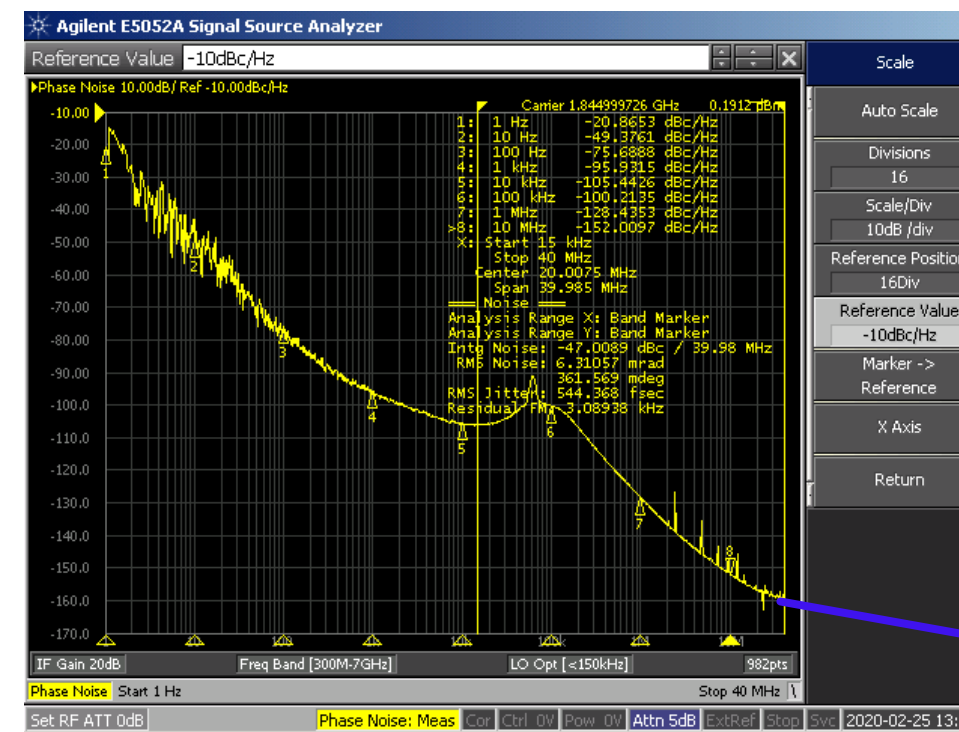 Agilent E5052A Signal Source Analyzer
Reference Value -10dBc/Hz
Phase Noise 10.00dB/ Ref -10.00dBc/Hz
Carrier 1.844999726 GHz 0.1912 dBm
1: 1 Hz -20.8653 dBc/Hz
2: 10 Hz -49.3761 dBc/Hz
3: 100 Hz -75.6888 dBc/Hz
4: 1 kHz -95.9315 dBc/Hz
5: 10 kHz -105.4426 dBc/Hz
6: 100 kHz -100.2135 dBc/Hz
7: 1 MHz -128.4353 dBc/Hz
>8: 10 MHz -152.0097 dBc/Hz
X: Start 15 kHz
Stop 40 MHz
Center 20.0075 MHz
Span 39.985 MHz
Noise
Analysis Range X: Band Marker
Analysis Range Y: Band Marker
Intg Noise: -47.0089 dBc / 39.98 MHz
RMS Noise: 6.31057 mrad
361.569 mdeg
RMS Jitter: 544.368 fsec
Residual FM: 3.08938 kHz
-10.00
-20.00
-30.00
-40.00
-50.00
-60.00
-70.00
-80.00
-90.00
-100.0
-110.0
-120.0
-130.0
-140.0
-150.0
-160.0
-170.0
1
2
3
4
5
6
7
8
IF Gain 20dB
Freq Band [300M-7GHz]
LO Opt [<150kHz]
982pts
Phase Noise Start 1 Hz
Stop 40 MHz
Set RF ATT 0dB
Phase Noise: Meas Cor Ctrl 0V Pow 0V Attn 5dB ExtRef Stop Svc 2020-02-25 13:
Scale
Auto Scale
Divisions
16
Scale/Div
10dB /div
Reference Position
16Div
Reference Value
-10dBc/Hz
Marker ->
Reference
X Axis
Return